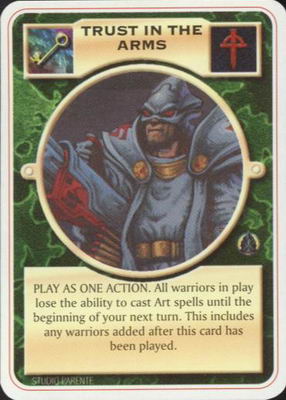 TRUST IN THE
ARMS
PLAY AS ONE ACTION. All warriors in play
lose the ability to cast Art spells until the
beginning of your next turn. This includes
any warriors added after this card has
been played.
STUDIO PARENTE